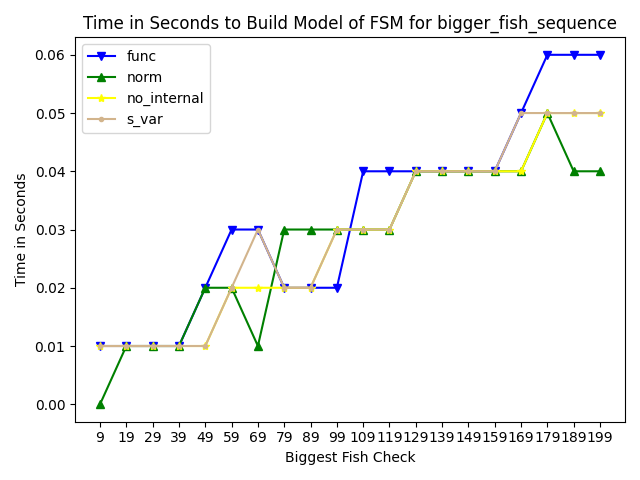 Time in Seconds to Build Model of FSM for bigger_fish_sequence
func
norm
no_internal
s_var
0.06
0.05
0.04
0.03
0.02
0.01
0.00
Time in Seconds
9 19 29 39 49 59 69 79 89 99 109 119 129 139 149 159 169 179 189 199
Biggest Fish Check